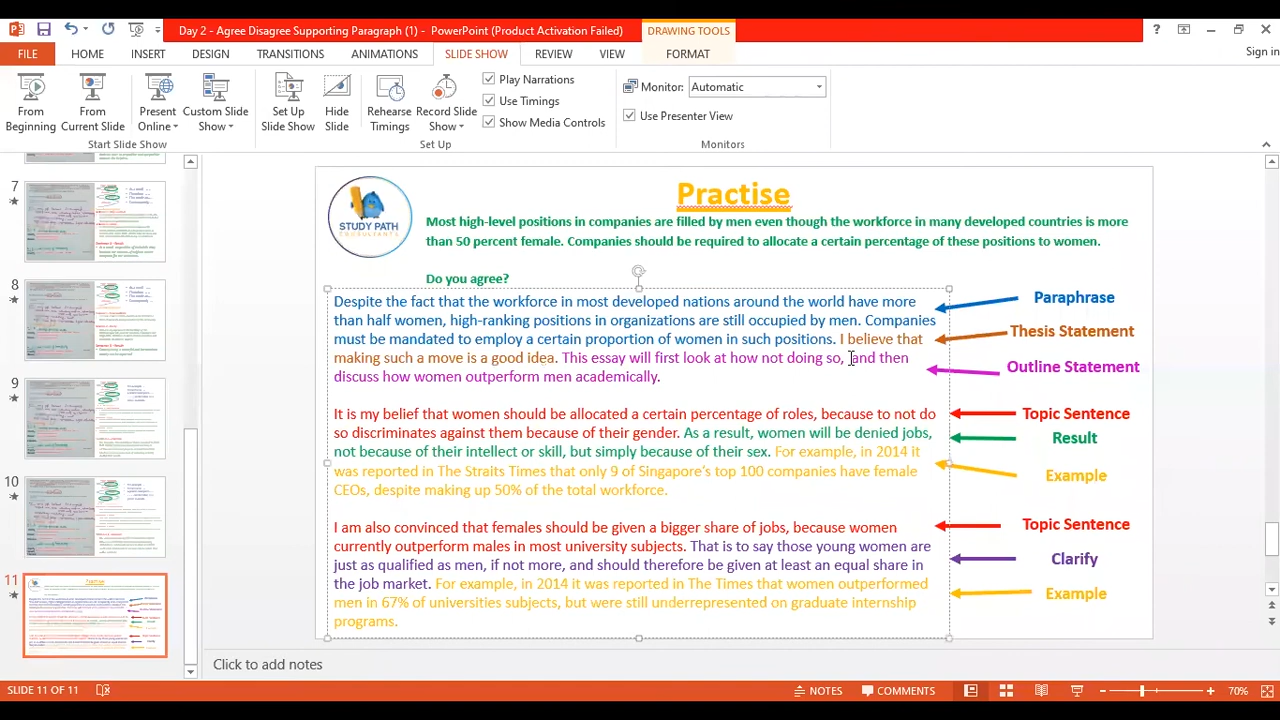 Day 2 - Agree Disagree Supporting Paragraph (1) - PowerPoint (Product Activation Failed)
DRAWING TOOLS
?
FILE
HOME
INSERT
DESIGN
TRANSITIONS
ANIMATIONS
SLIDE SHOW
REVIEW
VIEW
FORMAT
Sign in
From Beginning
From Current Slide
Present Online
Custom Slide Show
Start Slide Show
Set Up Slide Show
Hide Slide
Rehearse Timings
Record Slide Show
Play Narrations
Use Timings
Show Media Controls
Set Up
Monitor: Automatic
Use Presenter View
Monitors
7
8
9
10
11
STUDY PATH
CONSULTANTS
Practise
Most high-level positions in companies are filled by men even though the workforce in many developed countries is more
than 50 percent female. Companies should be required to allocate a certain percentage of these positions to women.
Do you agree?
Despite the fact that the workforce in most developed nations around the world have more
than half women, high-ranking positions in organizations are still occupied by men. Companies
must be mandated to employ a certain proportion of women in such positions. I believe that
making such a move is a good idea. This essay will first look at how not doing so, and then
discuss how women outperform men academically.
Paraphrase
Thesis Statement
Outline Statement
It is my belief that women should be allocated a certain percentage of roles, because to not do
so discriminates against them because of their gender. As a result, women will be denied jobs,
not because of their intellect or skill, but simply because of their sex. For example, in 2014 it
was reported in The Straits Times that only 9 of Singapore's top 100 companies have female
CEOs, despite making up 50% of the total workforce.
Topic Sentence
Result
Example
I am also convinced that females should be given a bigger share of jobs, because women
currently outperform males in most university subjects. That is to say those young women are
just as qualified as men, if not more, and should therefore be given at least an equal share in
the job market. For example, 2014 it was reported in The Times that women outperformed
men in 57% of university subjects, but were still underrepresented in graduate internship
programs.
Topic Sentence
Clarify
Example
Click to add notes
SLIDE 11 OF 11
NOTES
COMMENTS
70%